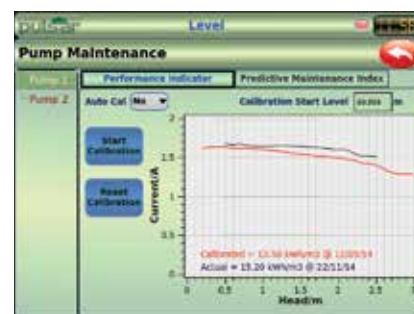 pulsar
Level
Pump Maintenance
Pump 1
Performance Indicator
Predictive Maintenance Index
Pump 2
Auto Cal
No
Calibration Start Level
m
Start
Calibration
Reset
Calibration
Current/A
2
1.5
1
0.5
0
Actual = 15.20 kWh/m3 @ 22/11/14
0
0.5
1
1.5
2
2.5
3
Head/m